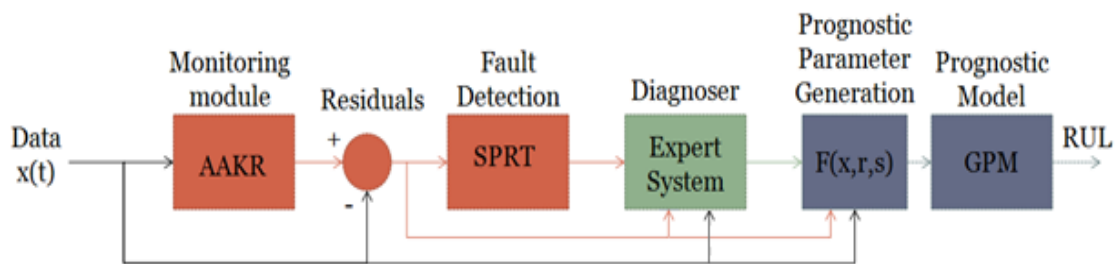 Data
x(t)
Monitoring
module
AAKR
Residuals
+
-
Fault
Detection
SPRT
Diagnoser
Expert
System
Prognostic
Parameter
Generation
F(x,r,s)
Prognostic
Model
GPM
RUL